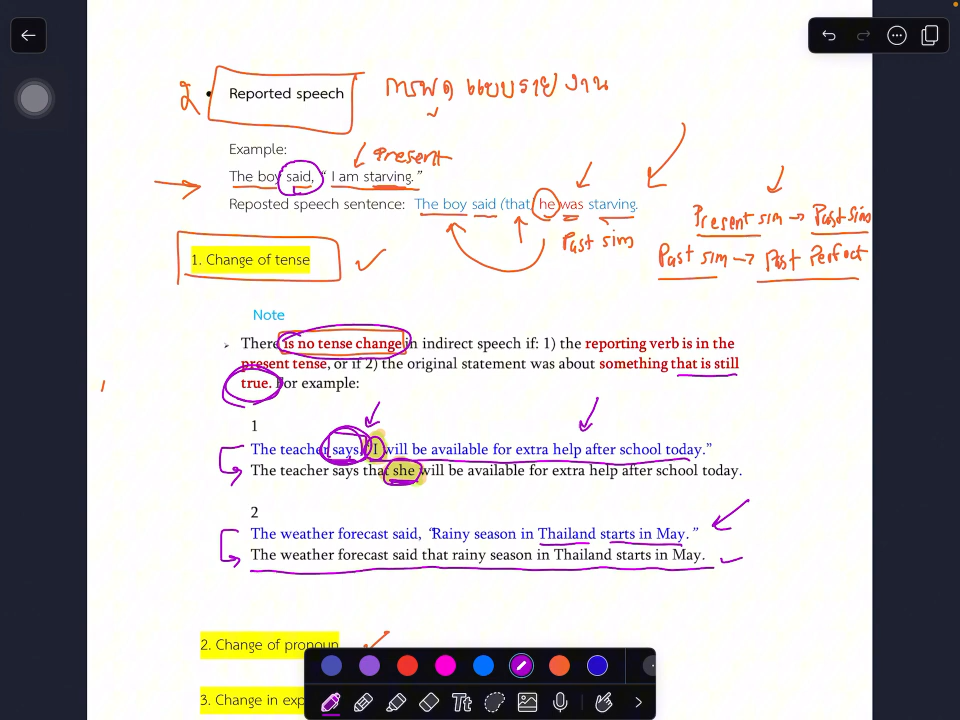 2 • Reported speech การพูด แบบรายงาน
Example:
Present
The boy said, “ I am starving.”
Reposted speech sentence: The boy said (that) he was starving.
Present sim → Past sim
Past sim
Past sim → Past Perfect
1. Change of tense
Note
There is no tense change in indirect speech if: 1) the reporting verb is in the
present tense, or if 2) the original statement was about something that is still
true. For example:
1
The teacher says, “I will be available for extra help after school today.”
The teacher says that she will be available for extra help after school today.
2
The weather forecast said, “Rainy season in Thailand starts in May.”
The weather forecast said that rainy season in Thailand starts in May.
2. Change of pronoun
3. Change in exp
Tt